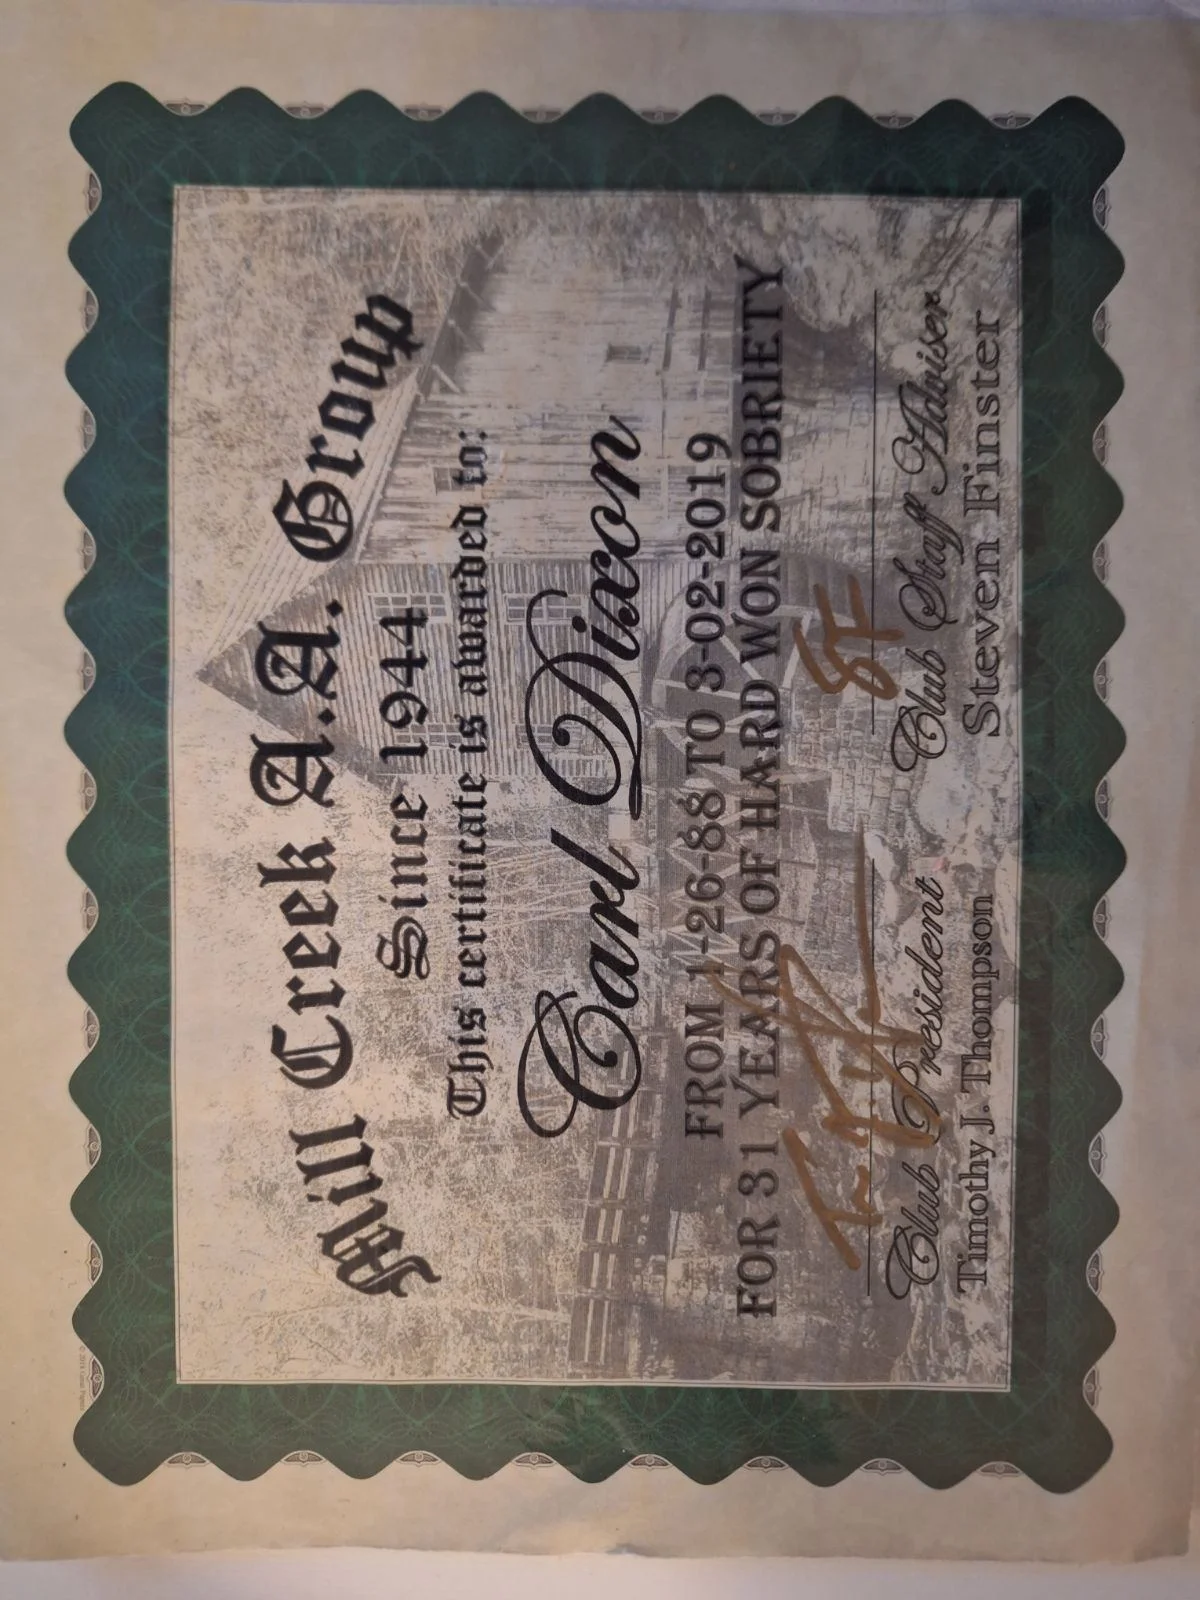 Mill Creek A.A. Group
Since 1944
This certificate is awarded to:
Carl Dixon
FROM 1-26-88 TO 3-02-2019
FOR 31 YEARS OF HARD WON SOBRIETY
SF
Club President
Club Staff Adviser
Timothy J. Thompson
Steven Finster